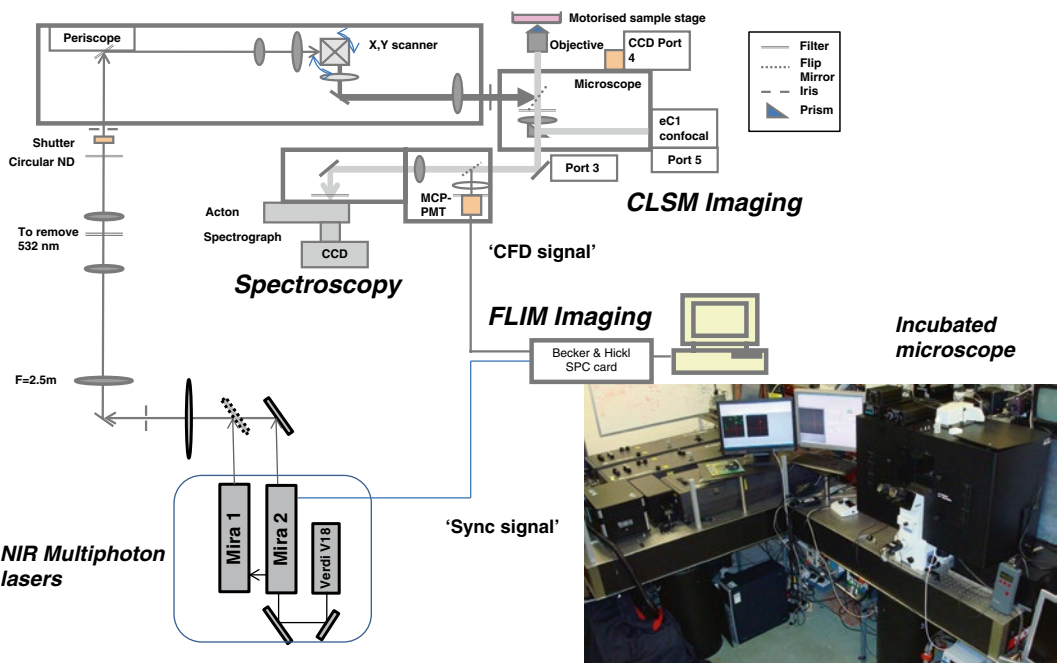 Periscope
X,Y scanner
Motorised sample stage
Objective
CCD Port
4
Microscope
eC1
confocal
Port 5
Filter
Flip
Mirror
Iris
Prism
Shutter
Circular ND
To remove
532 nm
F=2.5m
Port 3
MCP-
PMT
Acton
Spectrograph
CCD
CLSM Imaging
Spectroscopy
‘CFD signal’
FLIM Imaging
Becker & Hickl
SPC card
Incubated
microscope
Mira 1
Mira 2
Verdi V18
‘Sync signal’
NIR Multiphoton
lasers